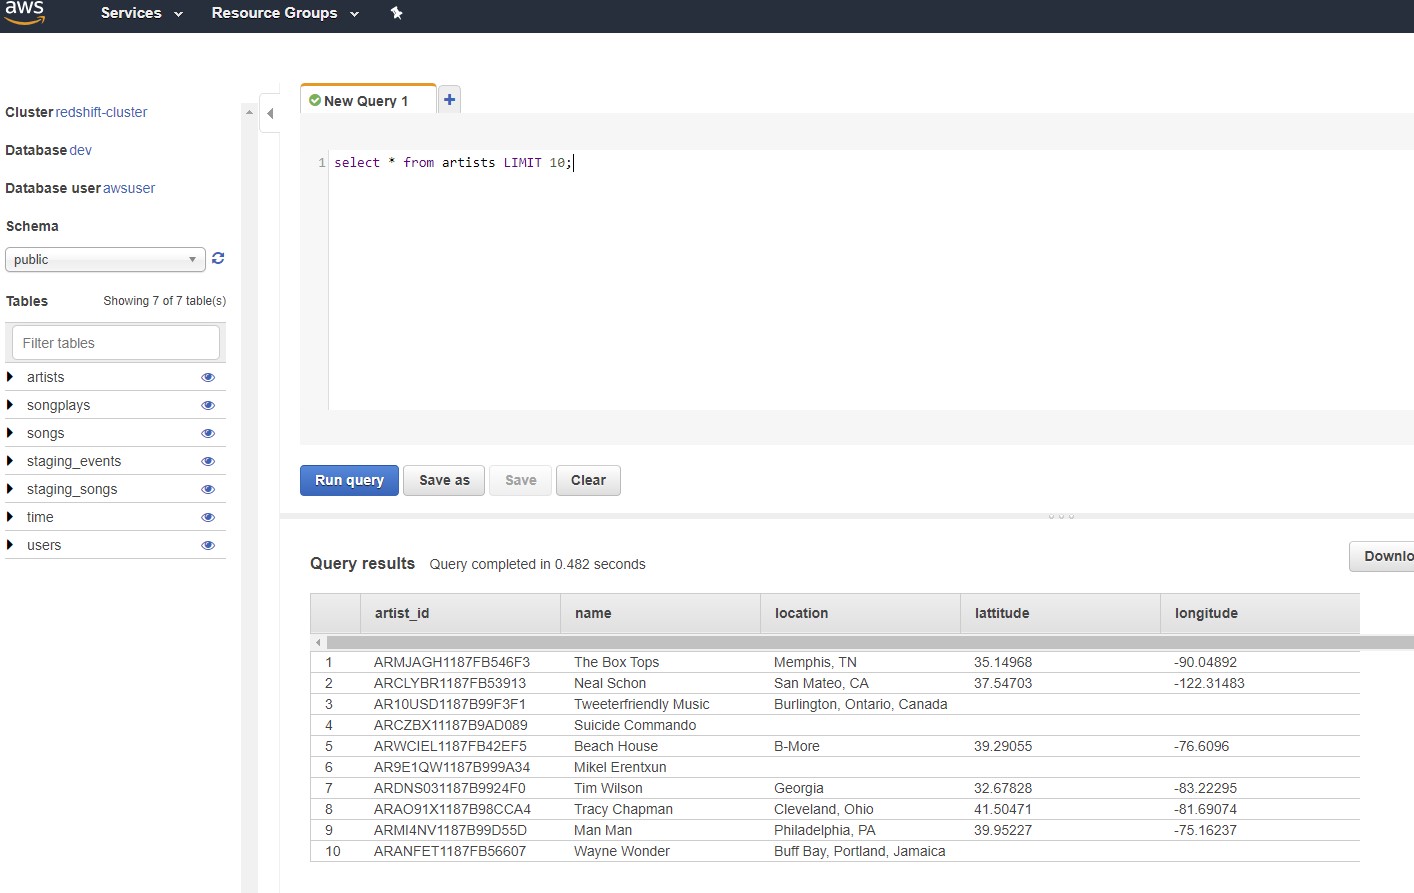 aws Services Resource Groups
Cluster redshift-cluster
Database dev
Database user awsuser
Schema
public
Tables Showing 7 of 7 table(s)
Filter tables
artists
songplays
songs
staging_events
staging_songs
time
users
New Query 1 +
1 select * from artists LIMIT 10;
Run query Save as Save Clear
Query results Query completed in 0.482 seconds Downlo
artist_id name location lattitude longitude
1 ARMJAGH1187FB546F3 The Box Tops Memphis, TN 35.14968 -90.04892
2 ARCLYBR1187FB53913 Neal Schon San Mateo, CA 37.54703 -122.31483
3 AR10USD1187B99F3F1 Tweeterfriendly Music Burlington, Ontario, Canada
4 ARCZBX11187B9AD089 Suicide Commando
5 ARWCIEL1187FB42EF5 Beach House B-More 39.29055 -76.6096
6 AR9E1QW1187B999A34 Mikel Erentxun
7 ARDNS031187B9924F0 Tim Wilson Georgia 32.67828 -83.22295
8 ARAO91X1187B98CCA4 Tracy Chapman Cleveland, Ohio 41.50471 -81.69074
9 ARMI4NV1187B99D55D Man Man Philadelphia, PA 39.95227 -75.16237
10 ARANFET1187FB56607 Wayne Wonder Buff Bay, Portland, Jamaica